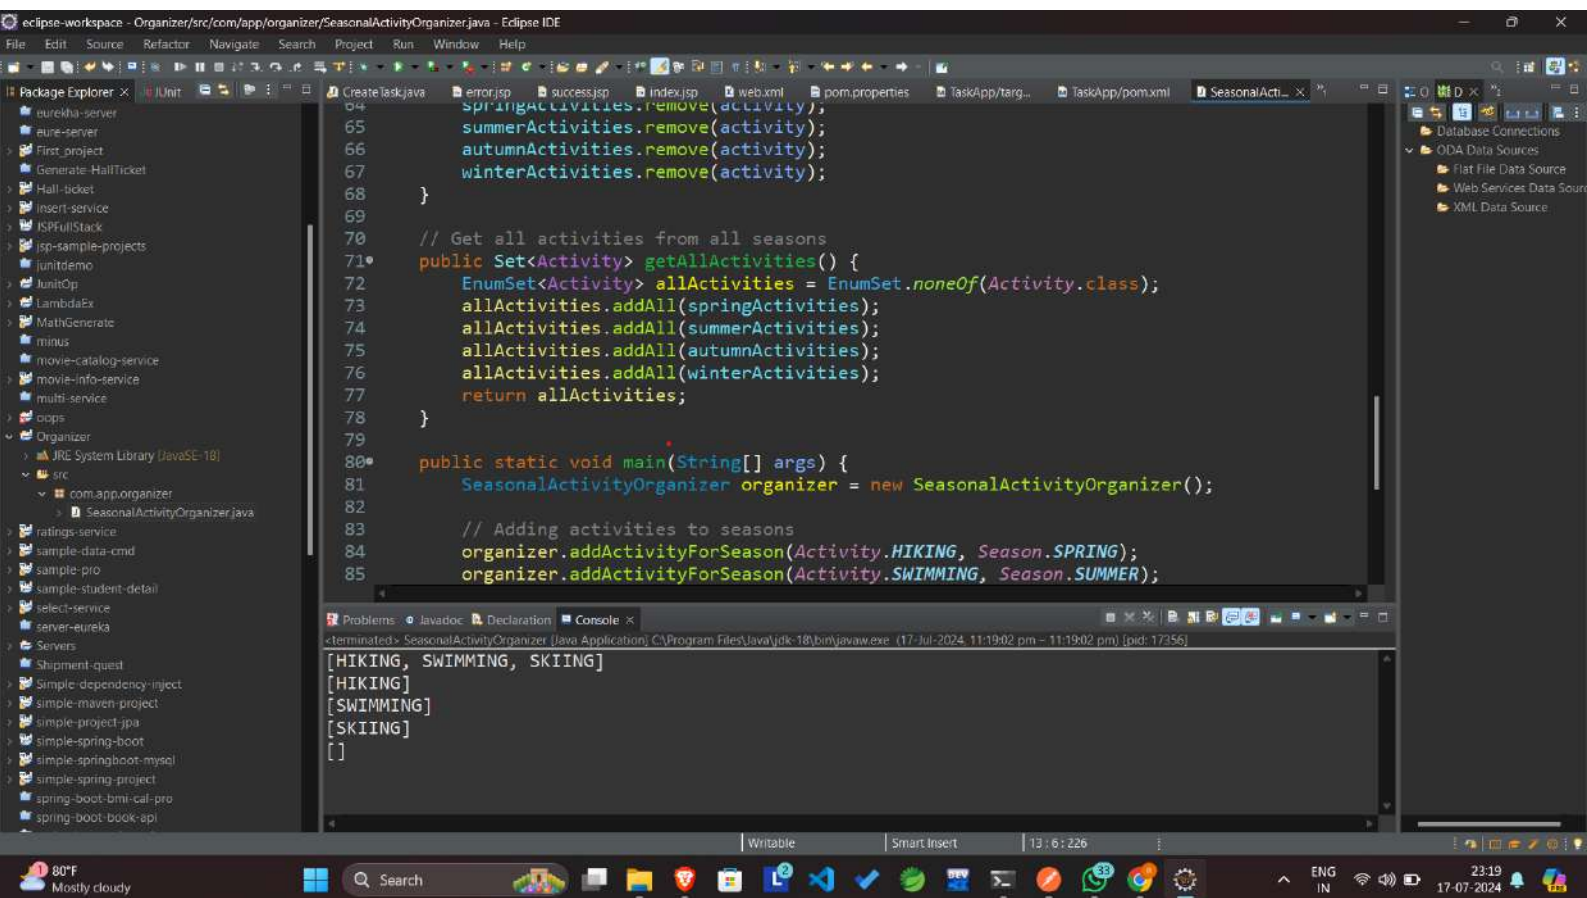 eclipse-workspace - Organizer/src/com/app/organizer/SeasonalActivityOrganizer.java - Eclipse IDE
File Edit Source Refactor Navigate Search Project Run Window Help
Package Explorer × JUnit
CreateTask.java error.jsp success.jsp index.jsp web.xml pom.properties TaskApp/targ... TaskApp/pom.xml SeasonalActi... ×
O D ×
eurekha-server
eure-server
First_project
Generate-HallTicket
Hall-ticket
insert-service
JSPFullStack
jsp-sample-projects
junitdemo
JunitOp
LambdaEx
MathGenerate
minus
movie-catalog-service
movie-info-service
multi-service
oops
Organizer
JRE System Library [JavaSE-18]
src
com.app.organizer
SeasonalActivityOrganizer.java
ratings-service
sample-data-cmd
sample-pro
sample-student-detail
select-service
server-eureka
Servers
Shipment-quest
Simple-dependency-inject
simple-maven-project
simple-project-jpa
simple-spring-boot
simple-springboot-mysql
simple-spring-project
spring-boot-bmi-cal-pro
spring-boot-book-api
64 springActivities.remove(activity);
65 summerActivities.remove(activity);
66 autumnActivities.remove(activity);
67 winterActivities.remove(activity);
68 }
69
70 // Get all activities from all seasons
71 public Set<Activity> getAllActivities() {
72 EnumSet<Activity> allActivities = EnumSet.noneOf(Activity.class);
73 allActivities.addAll(springActivities);
74 allActivities.addAll(summerActivities);
75 allActivities.addAll(autumnActivities);
76 allActivities.addAll(winterActivities);
77 return allActivities;
78 }
79
80 public static void main(String[] args) {
81 SeasonalActivityOrganizer organizer = new SeasonalActivityOrganizer();
82
83 // Adding activities to seasons
84 organizer.addActivityForSeason(Activity.HIKING, Season.SPRING);
85 organizer.addActivityForSeason(Activity.SWIMMING, Season.SUMMER);
Database Connections
ODA Data Sources
Flat File Data Source
Web Services Data Sour
XML Data Source
Problems Javadoc Declaration Console ×
<terminated> SeasonalActivityOrganizer [Java Application] C:\Program Files\Java\jdk-18\bin\javaw.exe (17-Jul-2024, 11:19:02 pm – 11:19:02 pm) [pid: 17356]
[HIKING, SWIMMING, SKIING]
[HIKING]
[SWIMMING]
[SKIING]
[]
Writable Smart Insert 13 : 6 : 226
80°F
Mostly cloudy
Search
ENG
IN
23:19
17-07-2024